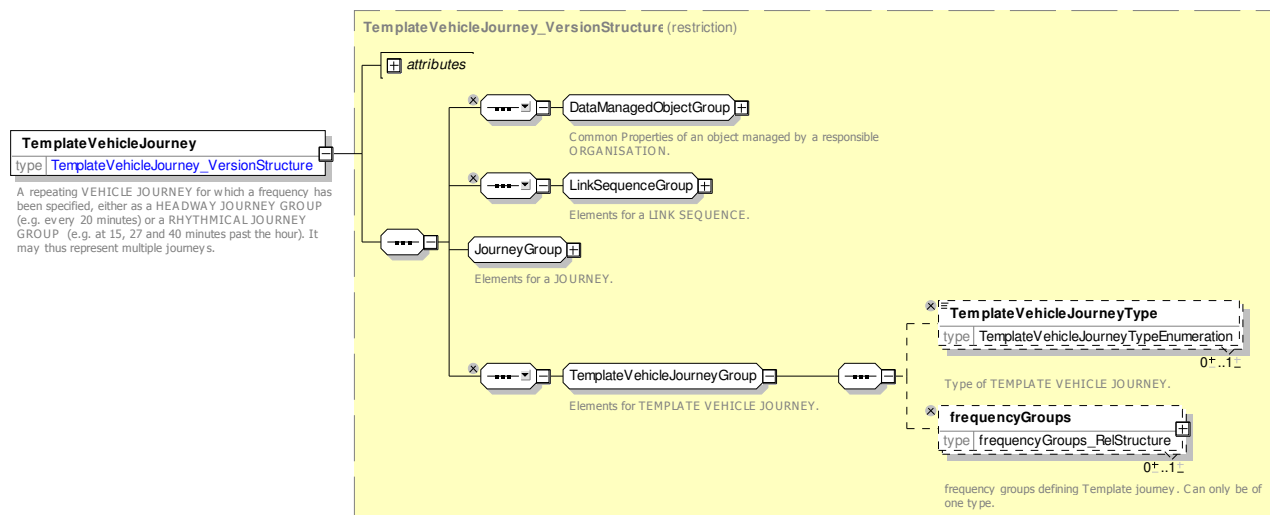 TemplateVehicleJourney_VersionStructure (restriction)
attributes
DataManagedObjectGroup
Common Properties of an object managed by a responsible
ORGANISATION.
TemplateVehicleJourney
type TemplateVehicleJourney_VersionStructure
A repeating VEHICLE JOURNEY for which a frequency has
been specified, either as a HEADWAY JOURNEY GROUP
(e.g. every 20 minutes) or a RHYTHMICAL JOURNEY
GROUP (e.g. at 15, 27 and 40 minutes past the hour). It
may thus represent multiple journeys.
LinkSequenceGroup
Elements for a LINK SEQUENCE.
JourneyGroup
Elements for a JOURNEY.
TemplateVehicleJourneyGroup
Elements for TEMPLATE VEHICLE JOURNEY.
TemplateVehicleJourneyType
type TemplateVehicleJourneyTypeEnumeration
0±..1±
Type of TEMPLATE VEHICLE JOURNEY.
frequencyGroups
type frequencyGroups_RelStructure
0±..1±
frequency groups defining Template journey. Can only be of
one type.